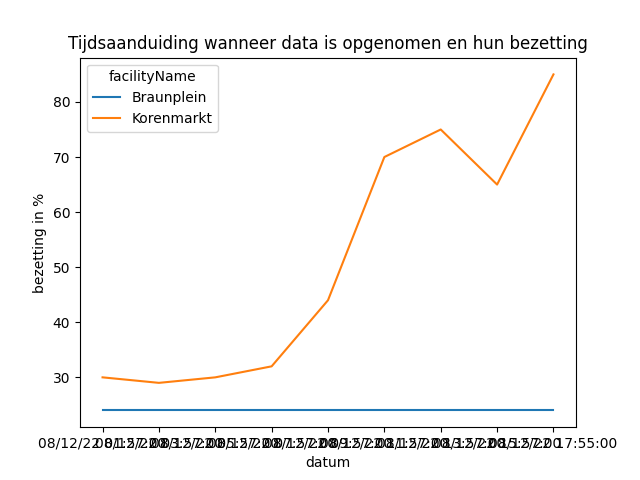 Tijdsaanduiding wanneer data is opgenomen en hun bezetting
facilityName
Braunplein
Korenmarkt
bezetting in %
80
70
60
50
40
30
08/12/22
17:55:00
datum